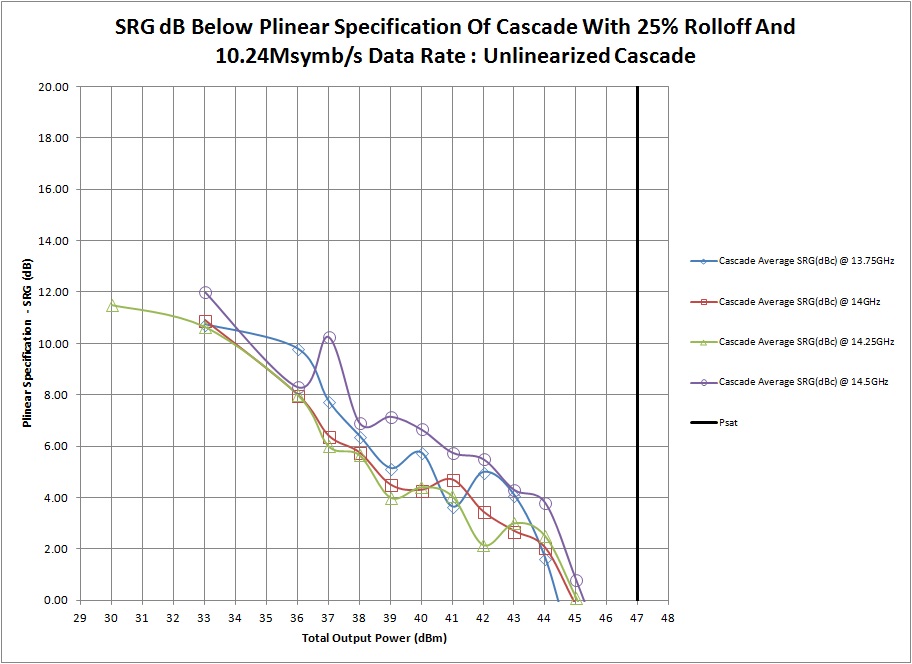 SRG dB Below Plinear Specification Of Cascade With 25% Rolloff And
10.24Msymb/s Data Rate : Unlinearized Cascade
Plinear Specification - SRG (dB)
20.00
18.00
16.00
14.00
12.00
10.00
8.00
6.00
4.00
2.00
0.00
29 30 31 32 33 34 35 36 37 38 39 40 41 42 43 44 45 46 47 48
Total Output Power (dBm)
Cascade Average SRG(dBc) @ 13.75GHz
Cascade Average SRG(dBc) @ 14GHz
Cascade Average SRG(dBc) @ 14.25GHz
Cascade Average SRG(dBc) @ 14.5GHz
Psat